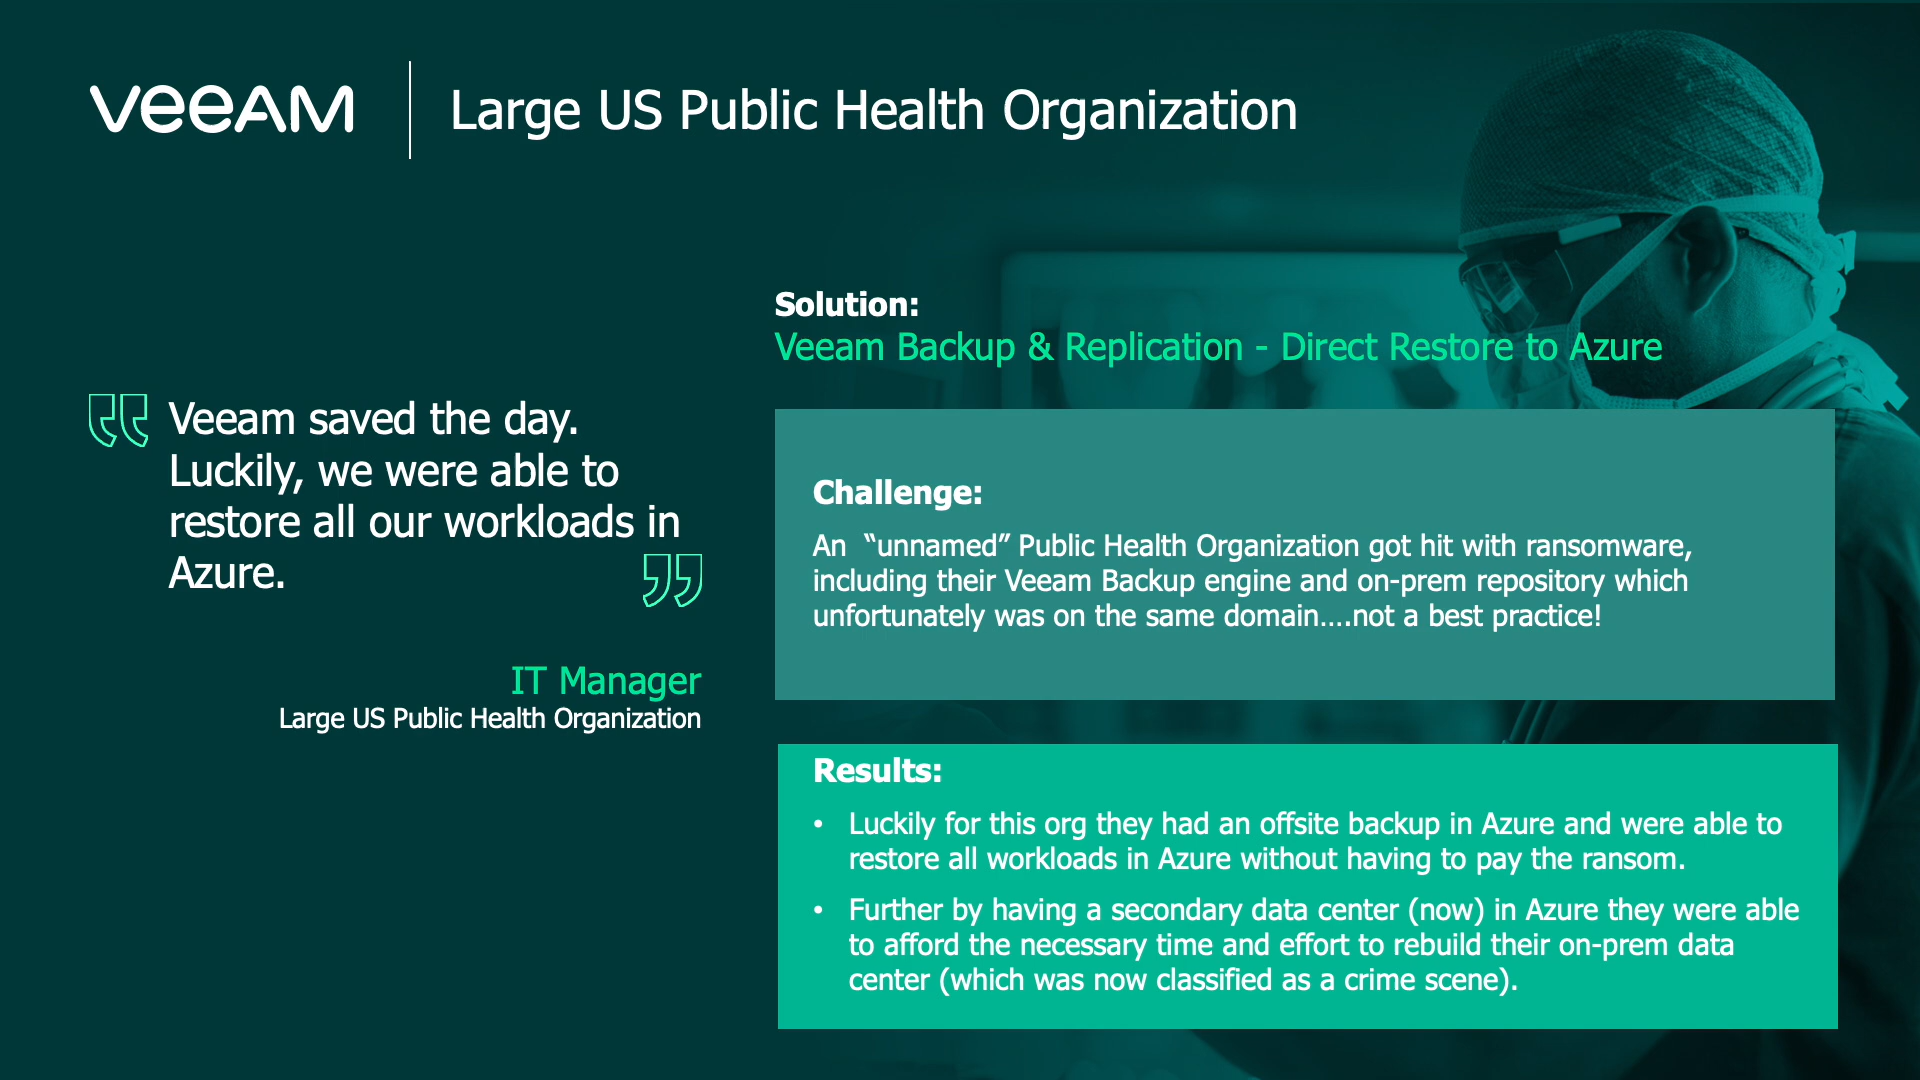 veeAM
Large US Public Health Organization
Veeam saved the day.
Luckily, we were able to
restore all our workloads in
Azure.
IT Manager
Large US Public Health Organization
Solution:
Veeam Backup & Replication - Direct Restore to Azure
Challenge:
An  “unnamed” Public Health Organization got hit with ransomware,
including their Veeam Backup engine and on-prem repository which
unfortunately was on the same domain….not a best practice!
Results:
• Luckily for this org they had an offsite backup in Azure and were able to
restore all workloads in Azure without having to pay the ransom.
• Further by having a secondary data center (now) in Azure they were able
to afford the necessary time and effort to rebuild their on-prem data
center (which was now classified as a crime scene).